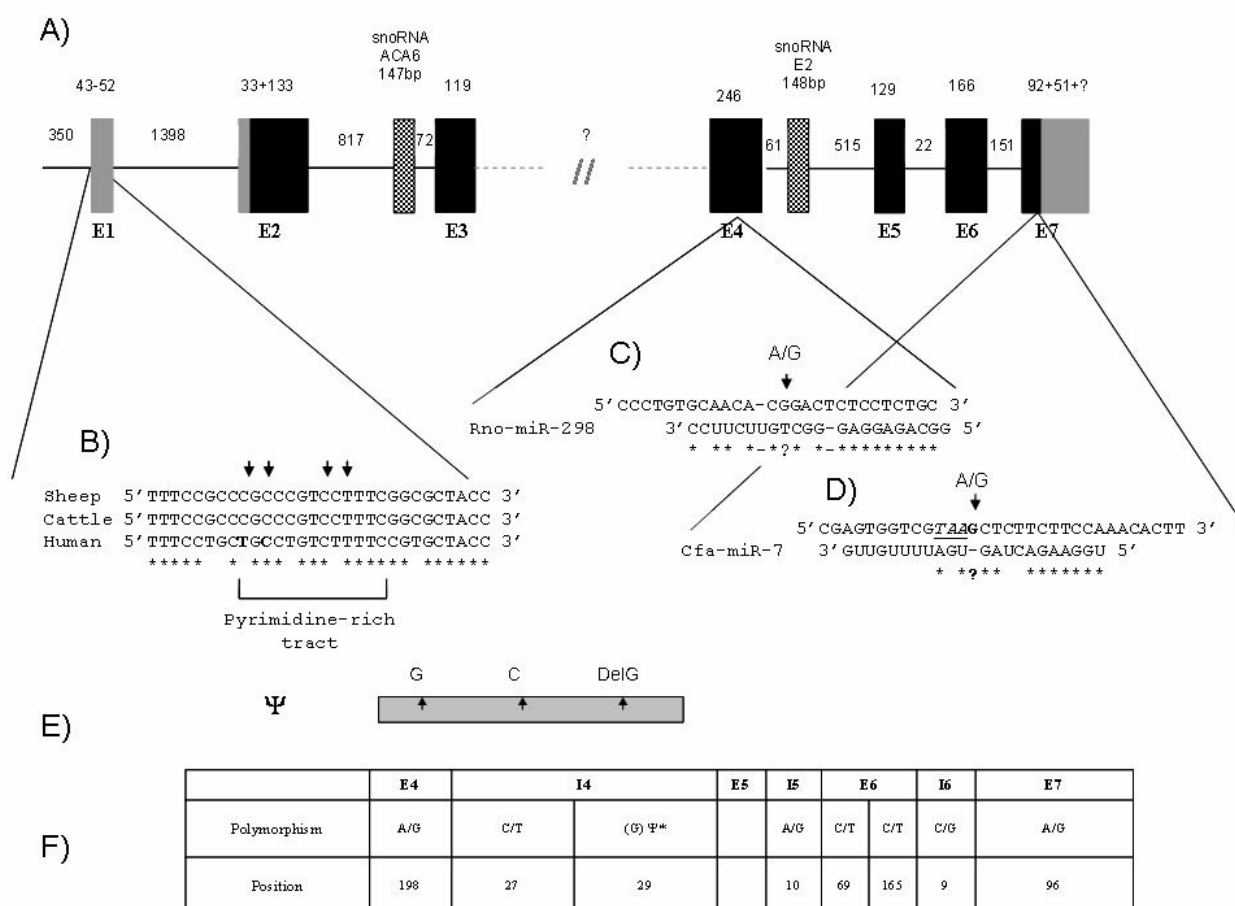 A)
snoRNA
ACA6
147bp
snoRNA
E2
148bp
43-52 33+133 119 246 129 166 92+51+?
350 1398 817 72 ? 61 515 22 151
//
E1 E2 E3 E4 E5 E6 E7
C)
A/G
5’CCCTGTGCAACA-CGGACTCTCCTCTGC 3’
Rno-miR-298 3’CCUUCUUGTCGG-GAGGAGACGG 5’
* ** *-*?*-**********
B)
Sheep 5’TTTCCGCCCGCCCGTCCTTTCGGCGCTACC 3’
Cattle 5’TTTCCGCCCGCCCGTCCTTTCGGCGCTACC 3’
Human 5’TTTCCTGCTGCCTGTCTTTTCCGTGCTACC 3’
***** *** *** *** ******
Pyrimidine-rich
tract
D)
A/G
5’CGAGTGGTCGTAAGCTCTTCTTCCAAACACTT 3’
Cfa-miR-7 3’GUUGUUUUAGU-GAUCAGAAGGU 5’
* *?** *******
E)
Ψ
G C DelG
F)
E4 I4 E5 I5 E6 I6 E7
Polymorphism A/G C/T (G) Ψ* A/G C/T C/T C/G A/G
Position 198 27 29 10 69 165 9 96